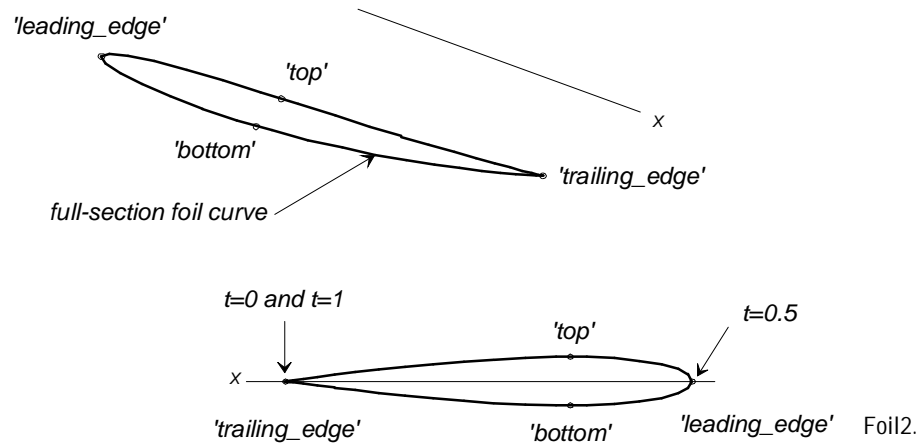 'leading_edge'
'top'
x
'bottom'
'trailing_edge'
full-section foil curve
t=0 and t=1
t=0.5
'top'
x
'trailing_edge'
'bottom'
'leading_edge'
Foil2.